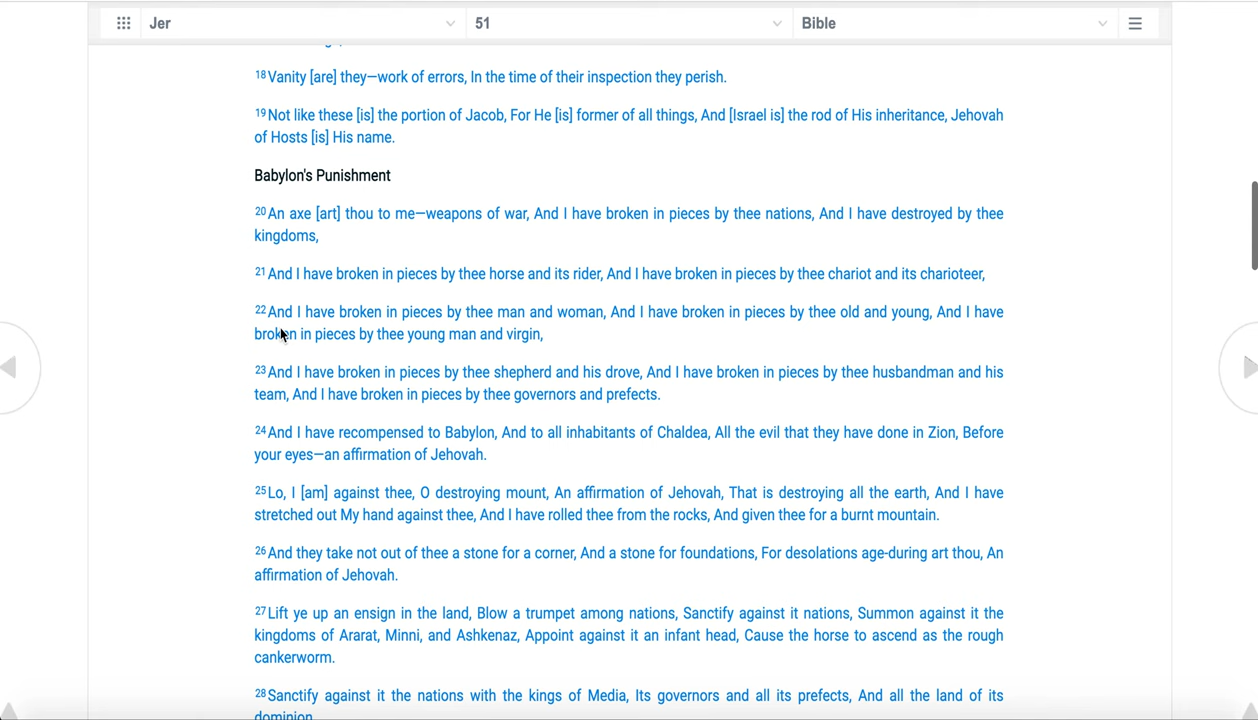 Jer 51 Bible
18Vanity [are] they—work of errors, In the time of their inspection they perish.
19Not like these [is] the portion of Jacob, For He [is] former of all things, And [Israel is] the rod of His inheritance, Jehovah
of Hosts [is] His name.
Babylon's Punishment
20An axe [art] thou to me—weapons of war, And I have broken in pieces by thee nations, And I have destroyed by thee
kingdoms,
21And I have broken in pieces by thee horse and its rider, And I have broken in pieces by thee chariot and its charioteer,
22And I have broken in pieces by thee man and woman, And I have broken in pieces by thee old and young, And I have
broken in pieces by thee young man and virgin,
23And I have broken in pieces by thee shepherd and his drove, And I have broken in pieces by thee husbandman and his
team, And I have broken in pieces by thee governors and prefects.
24And I have recompensed to Babylon, And to all inhabitants of Chaldea, All the evil that they have done in Zion, Before
your eyes—an affirmation of Jehovah.
25Lo, I [am] against thee, O destroying mount, An affirmation of Jehovah, That is destroying all the earth, And I have
stretched out My hand against thee, And I have rolled thee from the rocks, And given thee for a burnt mountain.
26And they take not out of thee a stone for a corner, And a stone for foundations, For desolations age-during art thou, An
affirmation of Jehovah.
27Lift ye up an ensign in the land, Blow a trumpet among nations, Sanctify against it nations, Summon against it the
kingdoms of Ararat, Minni, and Ashkenaz, Appoint against it an infant head, Cause the horse to ascend as the rough
cankerworm.
28Sanctify against it the nations with the kings of Media, Its governors and all its prefects, And all the land of its
dominion.